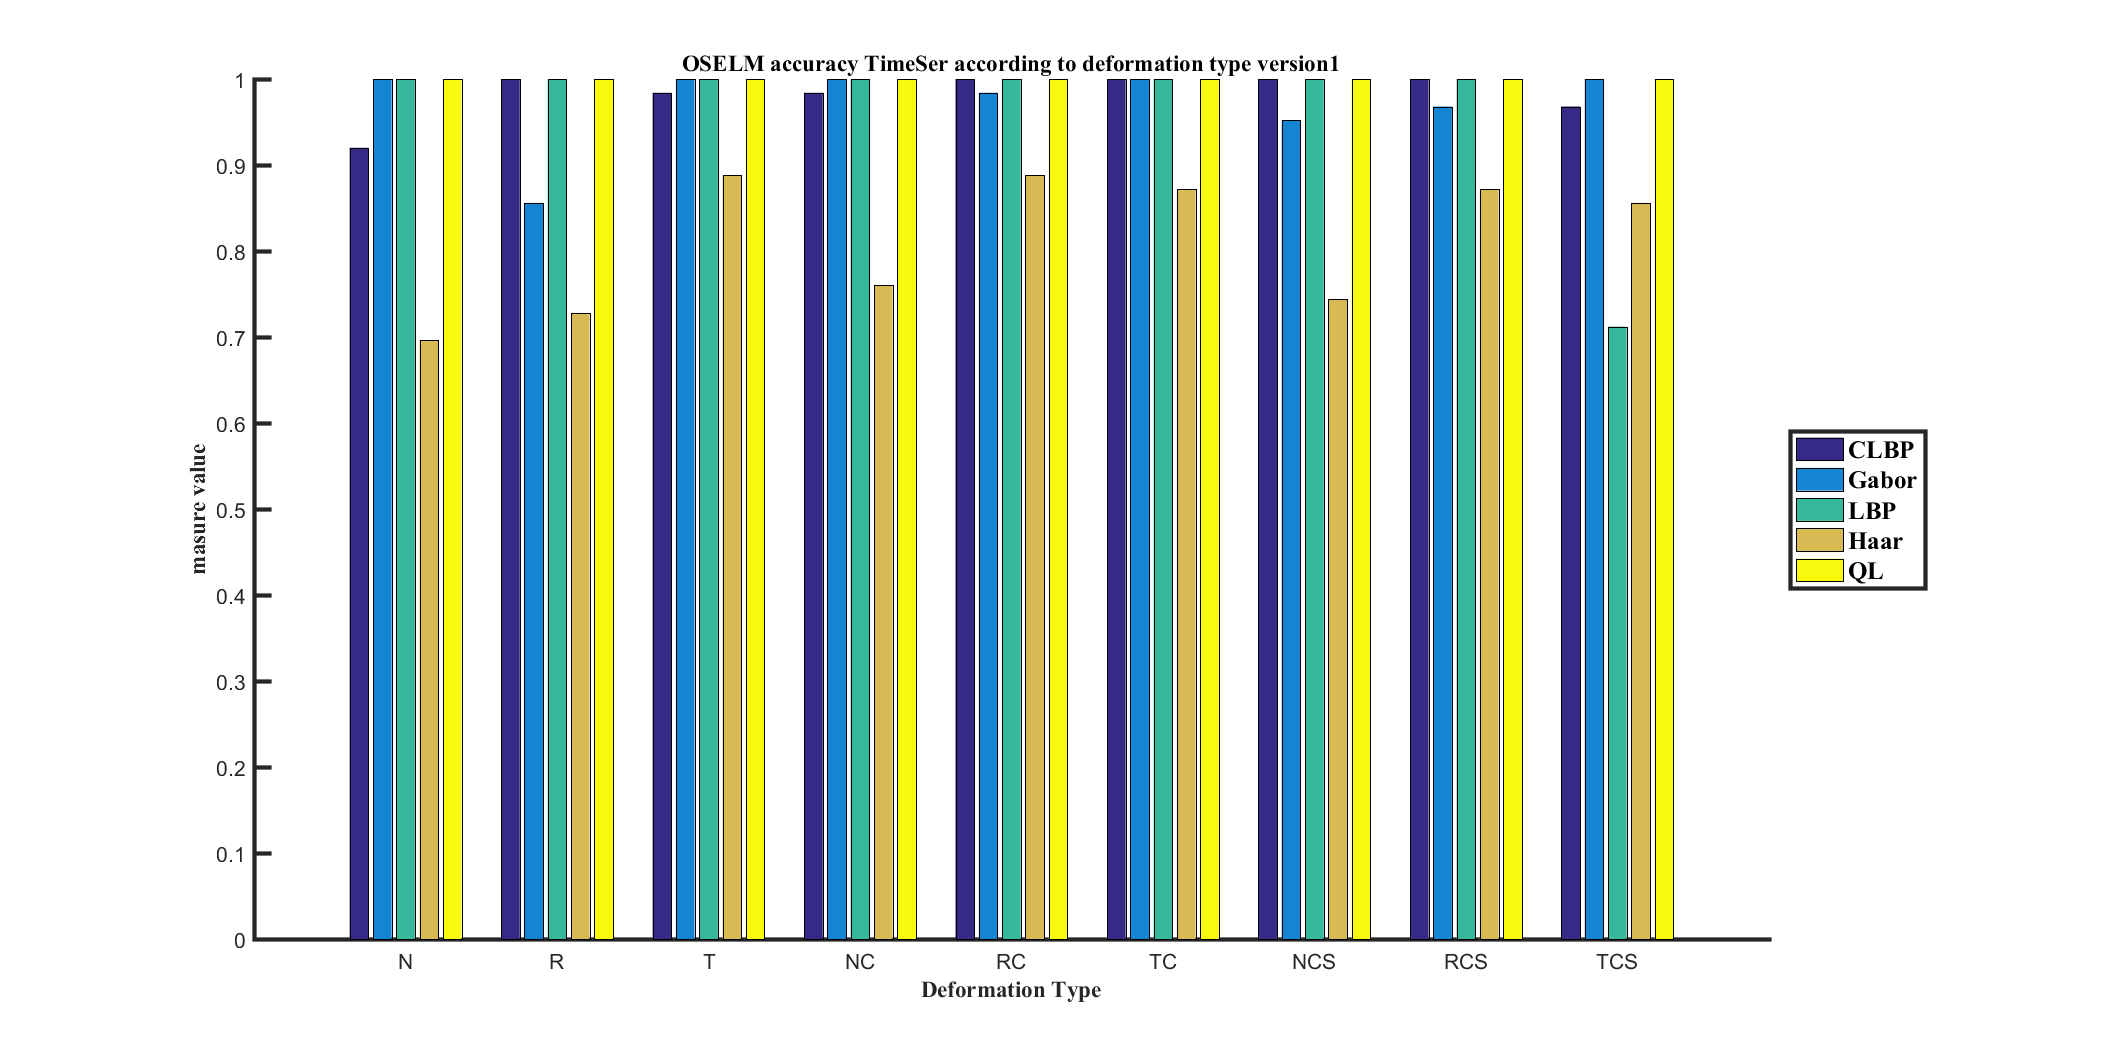 OSELM accuracy TimeSer according to deformation type version1
1
0.9
0.8
0.7
0.6
0.5
0.4
0.3
0.2
0.1
0
masure value
N R T NC RC TC NCS RCS TCS
Deformation Type
CLBP
Gabor
LBP
Haar
QL